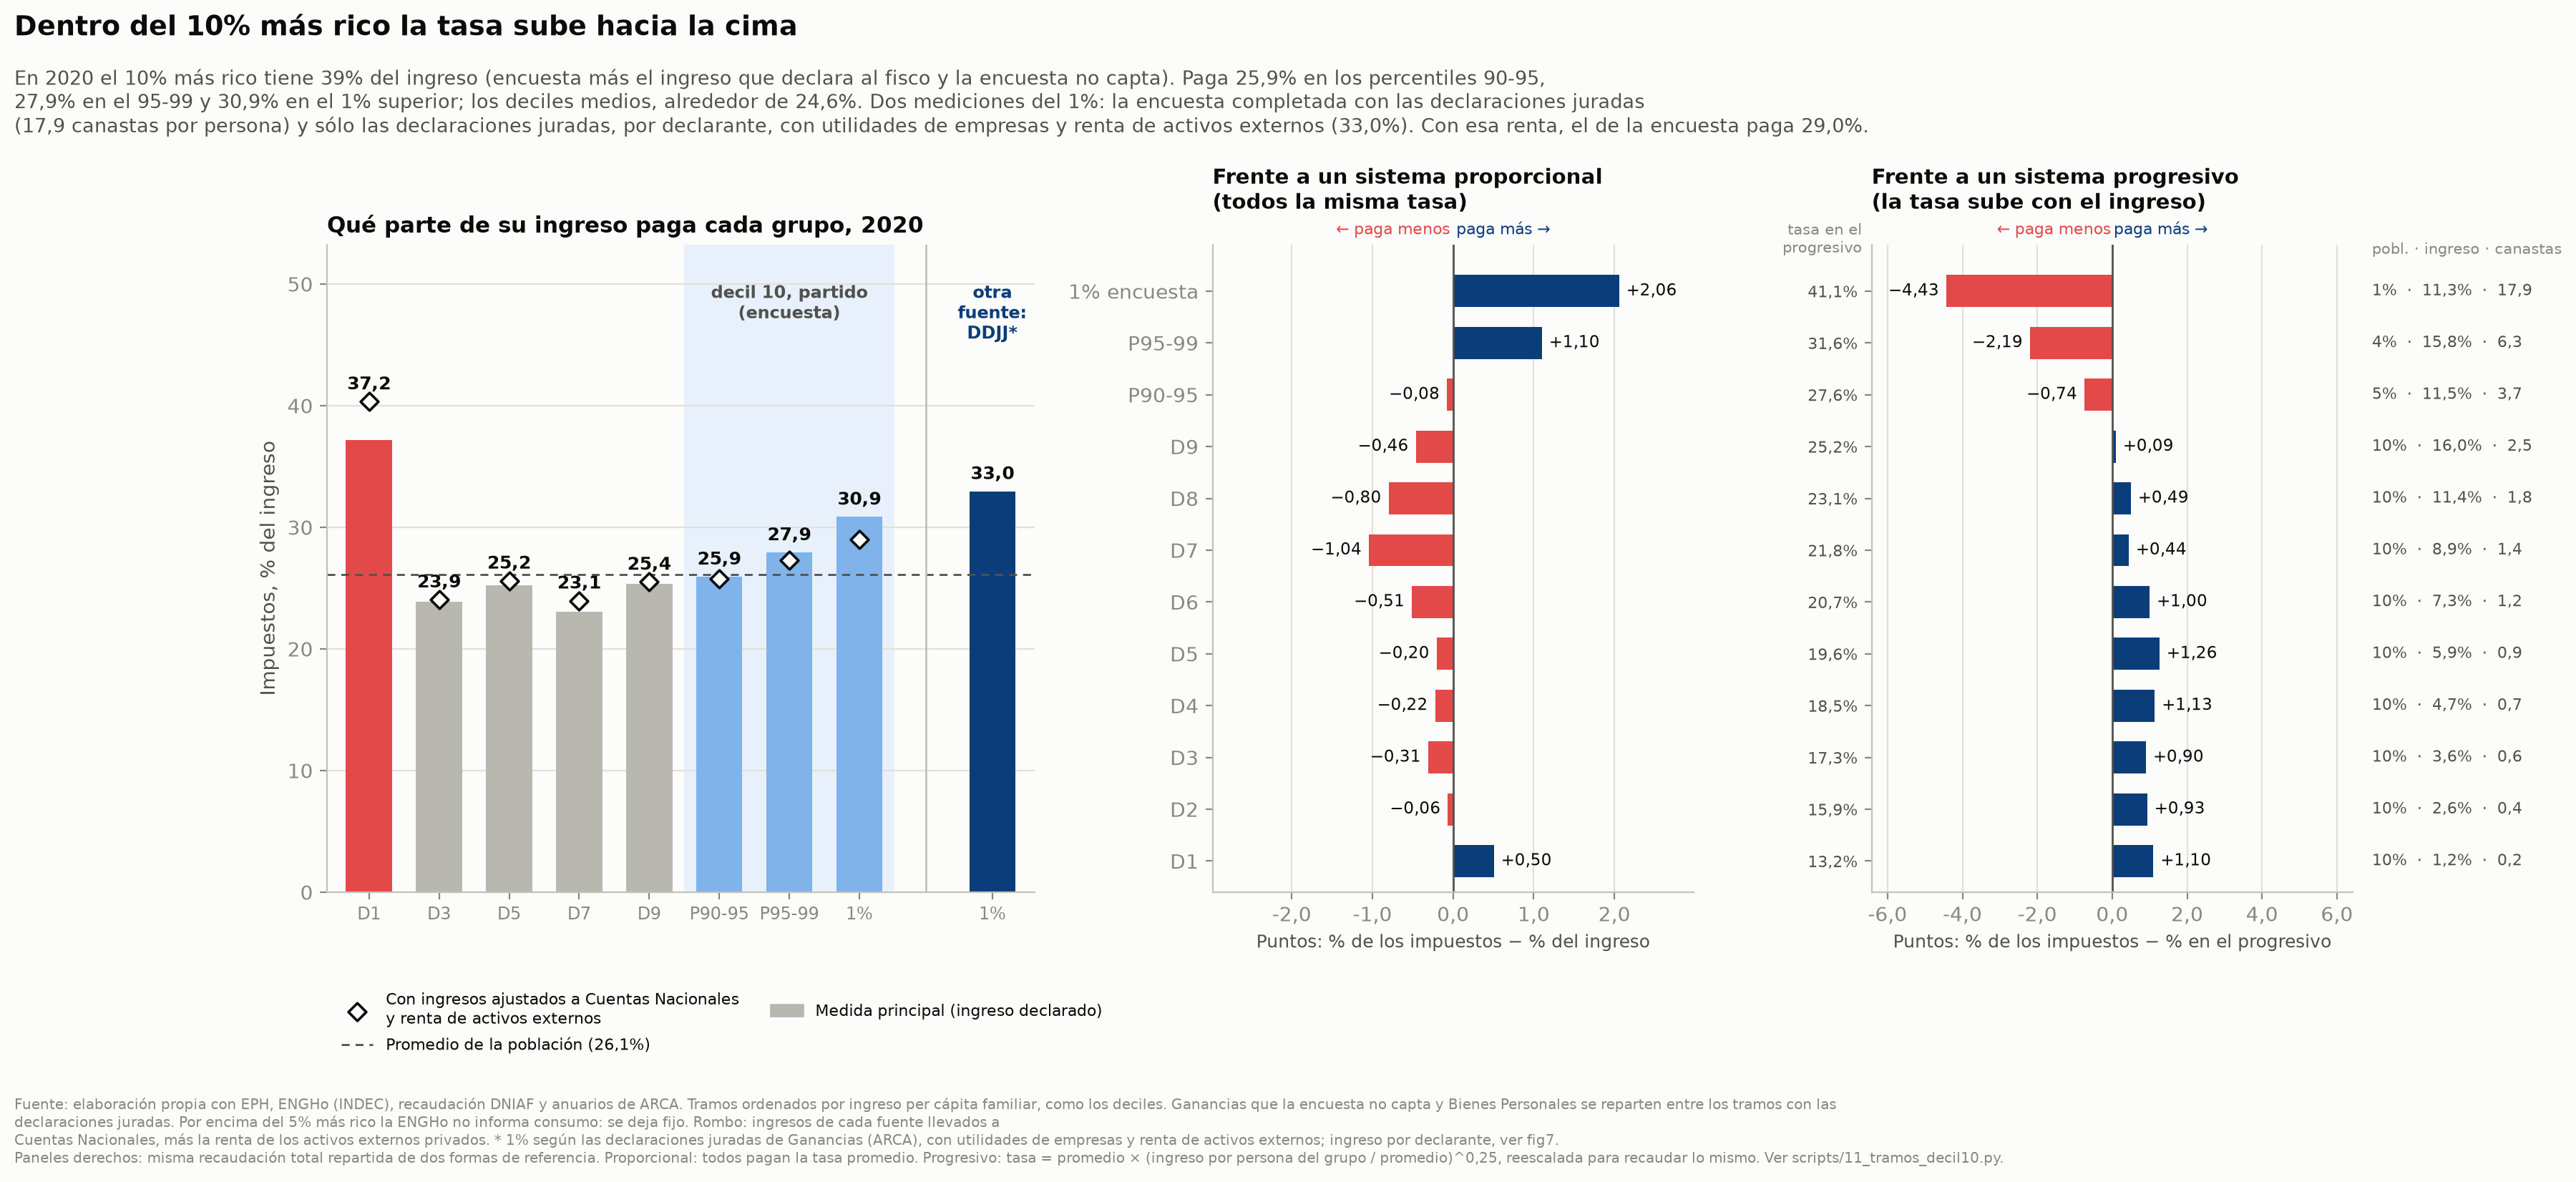 Dentro del 10% más rico la tasa sube hacia la cima
En 2020 el 10% más rico tiene 39% del ingreso (encuesta más el ingreso que declara al fisco y la encuesta no capta). Paga 25,9% en los percentiles 90-95,
27,9% en el 95-99 y 30,9% en el 1% superior; los deciles medios, alrededor de 24,6%. Dos mediciones del 1%: la encuesta completada con las declaraciones juradas
(17,9 canastas por persona) y sólo las declaraciones juradas, por declarante, con utilidades de empresas y renta de activos externos (33,0%). Con esa renta, el de la encuesta paga 29,0%.
Qué parte de su ingreso paga cada grupo, 2020
Impuestos, % del ingreso
50
40
30
20
10
0
decil 10, partido
(encuesta)
otra
fuente:
DDJJ*
37,2
23,9
25,2
23,1
25,4
25,9
27,9
30,9
33,0
D1
D3
D5
D7
D9
P90-95
P95-99
1%
1%
Con ingresos ajustados a Cuentas Nacionales
y renta de activos externos
Promedio de la población (26,1%)
Medida principal (ingreso declarado)
Frente a un sistema proporcional
(todos la misma tasa)
← paga menos paga más →
1% encuesta +2,06
P95-99 +1,10
P90-95 −0,08
D9 −0,46
D8 −0,80
D7 −1,04
D6 −0,51
D5 −0,20
D4 −0,22
D3 −0,31
D2 −0,06
D1 +0,50
-2,0 -1,0 0,0 1,0 2,0
Puntos: % de los impuestos − % del ingreso
Frente a un sistema progresivo
(la tasa sube con el ingreso)
← paga menos paga más →
tasa en el
progresivo
pobl. · ingreso · canastas
41,1% −4,43 1% · 11,3% · 17,9
31,6% −2,19 4% · 15,8% · 6,3
27,6% −0,74 5% · 11,5% · 3,7
25,2% +0,09 10% · 16,0% · 2,5
23,1% +0,49 10% · 11,4% · 1,8
21,8% +0,44 10% · 8,9% · 1,4
20,7% +1,00 10% · 7,3% · 1,2
19,6% +1,26 10% · 5,9% · 0,9
18,5% +1,13 10% · 4,7% · 0,7
17,3% +0,90 10% · 3,6% · 0,6
15,9% +0,93 10% · 2,6% · 0,4
13,2% +1,10 10% · 1,2% · 0,2
-6,0 -4,0 -2,0 0,0 2,0 4,0 6,0
Puntos: % de los impuestos − % en el progresivo
Fuente: elaboración propia con EPH, ENGHo (INDEC), recaudación DNIAF y anuarios de ARCA. Tramos ordenados por ingreso per cápita familiar, como los deciles. Ganancias que la encuesta no capta y Bienes Personales se reparten entre los tramos con las
declaraciones juradas. Por encima del 5% más rico la ENGHo no informa consumo: se deja fijo. Rombo: ingresos de cada fuente llevados a
Cuentas Nacionales, más la renta de los activos externos privados. * 1% según las declaraciones juradas de Ganancias (ARCA), con utilidades de empresas y renta de activos externos; ingreso por declarante, ver fig7.
Paneles derechos: misma recaudación total repartida de dos formas de referencia. Proporcional: todos pagan la tasa promedio. Progresivo: tasa = promedio × (ingreso por persona del grupo / promedio)^0,25, reescalada para recaudar lo mismo. Ver scripts/11_tramos_decil10.py.